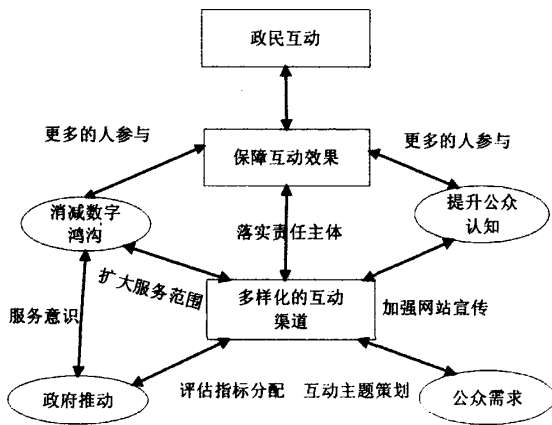 政民互动
更多的人参与
更多的人参与
保障互动效果
消减数字
鸿沟
提升公众
认知
落实责任主体
扩大服务范围
多样化的互动
渠道
服务意识
加强网站宣传
政府推动
评估指标分配 互动主题策划
公众需求